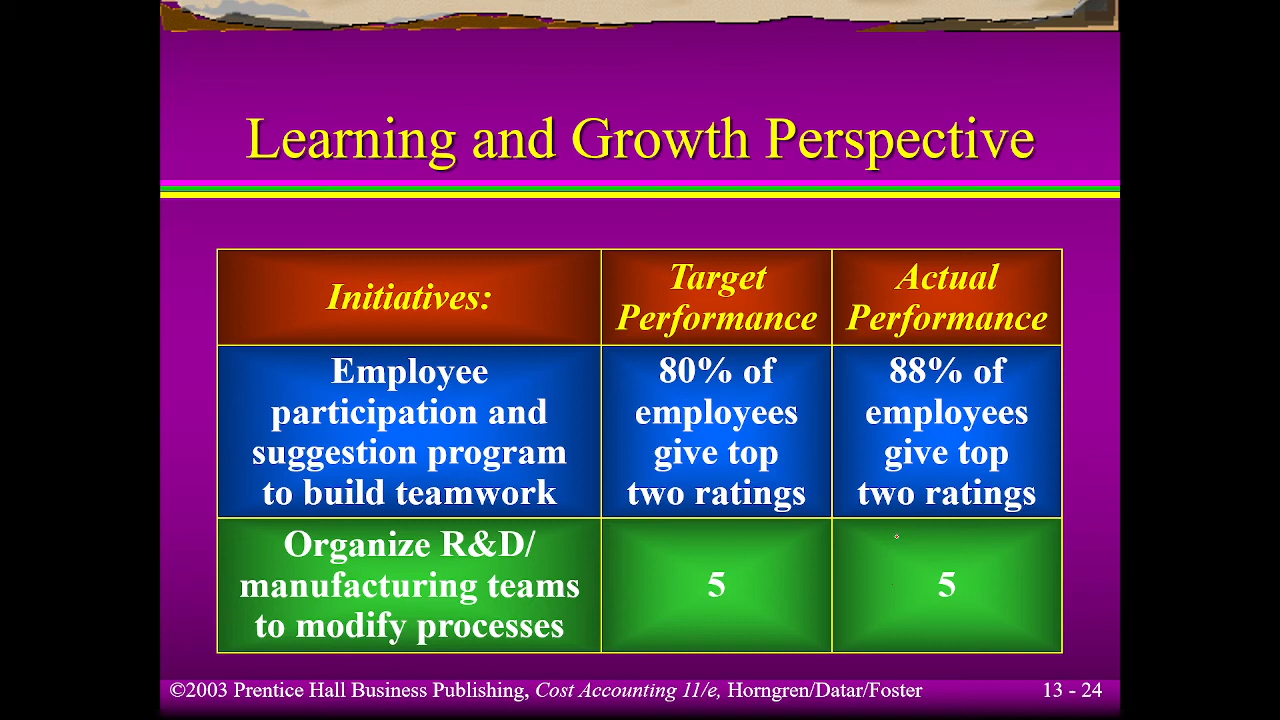 Learning and Growth Perspective
Initiatives:
Target
Performance
Actual
Performance
Employee
participation and
suggestion program
to build teamwork
80% of
employees
give top
two ratings
88% of
employees
give top
two ratings
Organize R&D/
manufacturing teams
to modify processes
5
5
©2003 Prentice Hall Business Publishing, Cost Accounting 11/e, Horngren/Datar/Foster
13 - 24